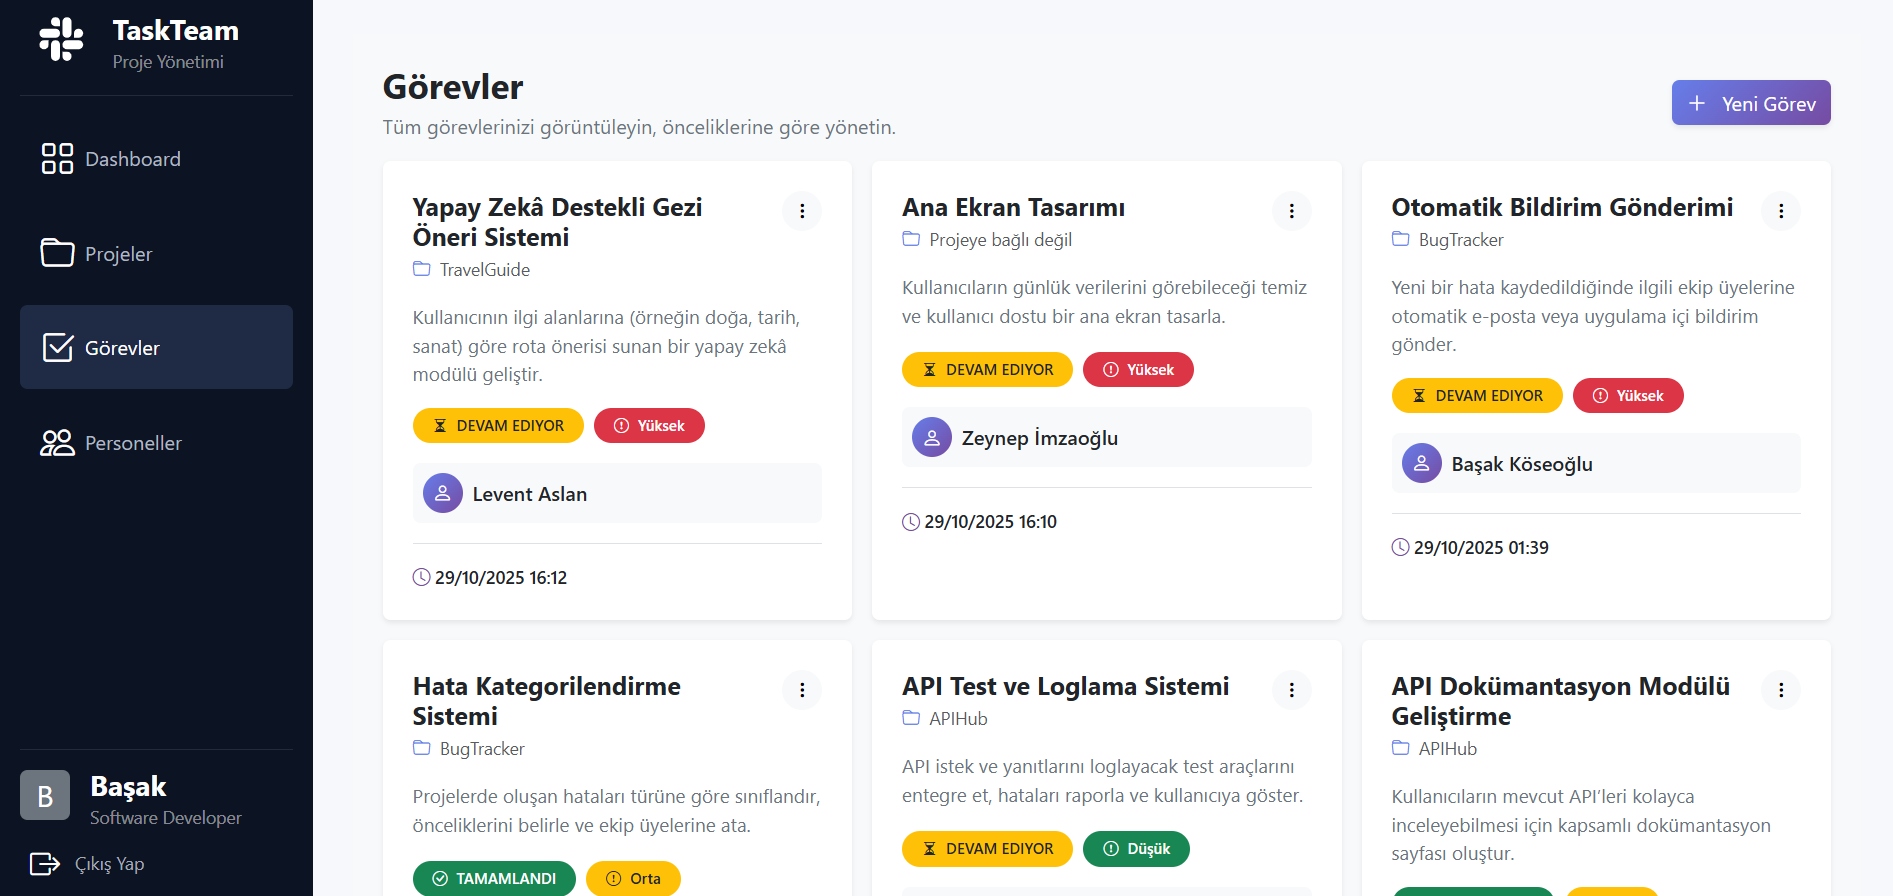 TaskTeam
Proje Yönetimi
Dashboard
Projeler
Görevler
Personeller
B
Başak
Software Developer
Çıkış Yap
Görevler
Tüm görevlerinizi görüntüleyin, önceliklerine göre yönetin.
Yeni Görev
Yapay Zekâ Destekli Gezi
Öneri Sistemi
TravelGuide
Kullanıcının ilgi alanlarına (örneğin doğa, tarih,
sanat) göre rota önerisi sunan bir yapay zekâ
modülü geliştir.
DEVAM EDIYOR
Yüksek
Levent Aslan
29/10/2025 16:12
Ana Ekran Tasarımı
Projeye bağlı değil
Kullanıcıların günlük verilerini görebileceği temiz
ve kullanıcı dostu bir ana ekran tasarla.
DEVAM EDIYOR
Yüksek
Zeynep İmzaoğlu
29/10/2025 16:10
Otomatik Bildirim Gönderimi
BugTracker
Yeni bir hata kaydedildiğinde ilgili ekip üyelerine
otomatik e-posta veya uygulama içi bildirim
gönder.
DEVAM EDIYOR
Yüksek
Başak Köseoğlu
29/10/2025 01:39
Hata Kategorilendirme
Sistemi
BugTracker
Projelerde oluşan hataları türüne göre sınıflandır,
önceliklerini belirle ve ekip üyelerine ata.
TAMAMLANDI
Orta
API Test ve Loglama Sistemi
APIHub
API istek ve yanıtlarını loglayacak test araçlarını
entegre et, hataları raporla ve kullanıcıya göster.
DEVAM EDIYOR
Düşük
API Dokümantasyon Modülü
Geliştirme
APIHub
Kullanıcıların mevcut API’leri kolayca
inceleyebilmesi için kapsamlı dokümantasyon
sayfası oluştur.